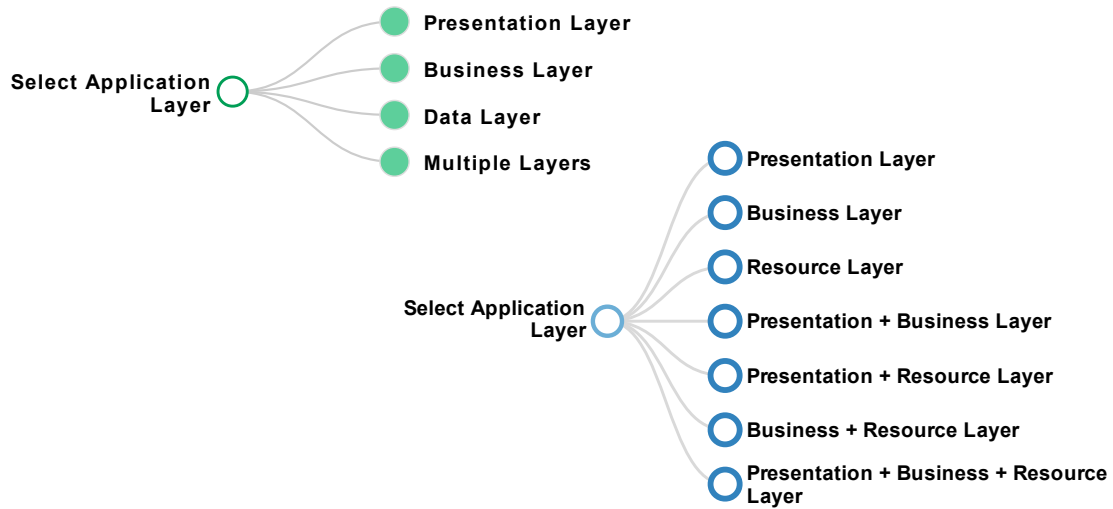 Presentation Layer
Business Layer
Select Application
Layer
Data Layer
Multiple Layers
Presentation Layer
Business Layer
Resource Layer
Select Application
Layer
Presentation + Business Layer
Presentation + Resource Layer
Business + Resource Layer
Presentation + Business + Resource
Layer